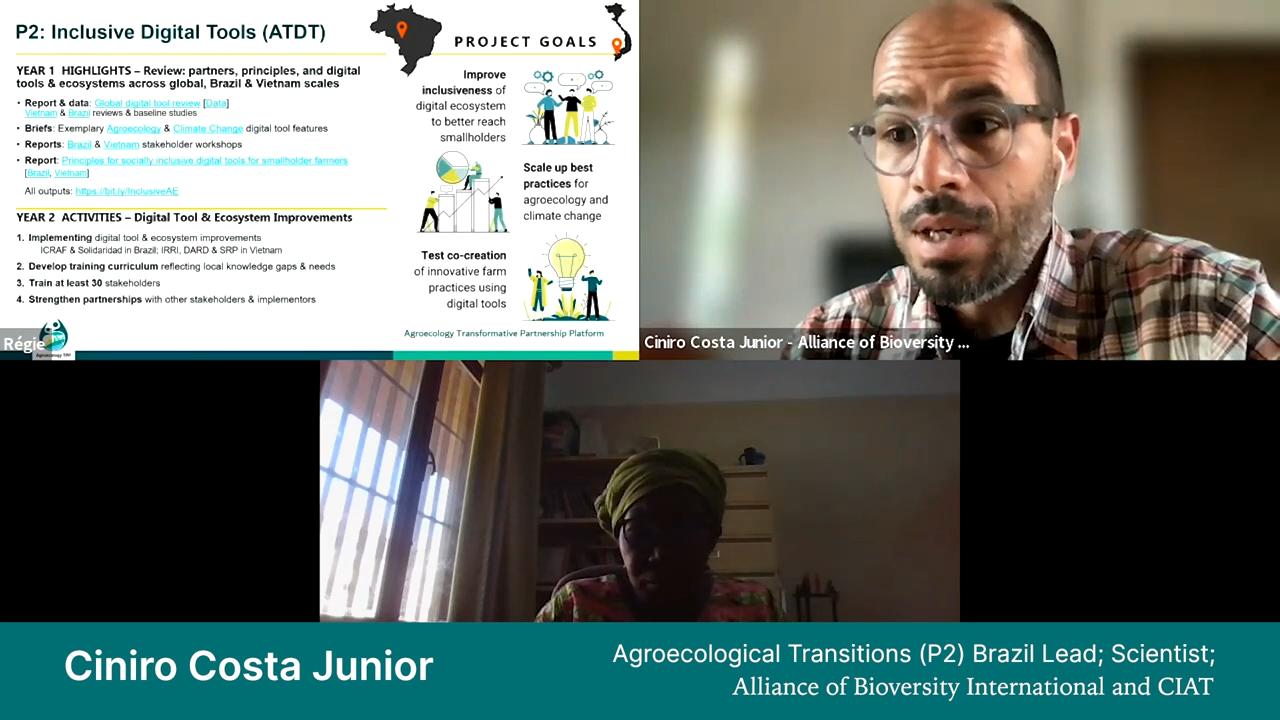 P2: Inclusive Digital Tools (ATDT)
YEAR 1 HIGHLIGHTS – Review: partners, principles, and digital
tools & ecosystems across global, Brazil & Vietnam scales
• Report & data: Global digital tool review [Data]
Vietnam & Brazil reviews & baseline studies
• Briefs: Exemplary Agroecology & Climate Change digital tool features
• Reports: Brazil & Vietnam stakeholder workshops
• Report: Principles for socially inclusive digital tools for smallholder farmers
[Brazil, Vietnam]
All outputs: https://bit.ly/InclusiveAE
YEAR 2 ACTIVITIES – Digital Tool & Ecosystem Improvements
1. Implementing digital tool & ecosystem improvements
ICRAF & Solidaridad in Brazil; IRRI, DARD & SRP in Vietnam
2. Develop training curriculum reflecting local knowledge gaps & needs
3. Train at least 30 stakeholders
4. Strengthen partnerships with other stakeholders & implementors
PROJECT GOALS
Improve
inclusiveness of
digital ecosystem
to better reach
smallholders
Scale up best
practices for
agroecology and
climate change
Test co-creation
of innovative farm
practices using
digital tools
Agroecology Transformative Partnership Platform
Agroecology TPP
Régie
Ciniro Costa Junior - Alliance of Bioversity ...
Ciniro Costa Junior
Agroecological Transitions (P2) Brazil Lead; Scientist;
Alliance of Bioversity International and CIAT